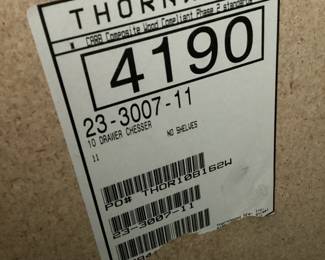 THORN
CARB Composite Wood Compliant Phase 2 standards
4190
23-3007-11
10 DRAWER CHESSER NO SHELVES
11
PO# THOR108162W
23-3007-11